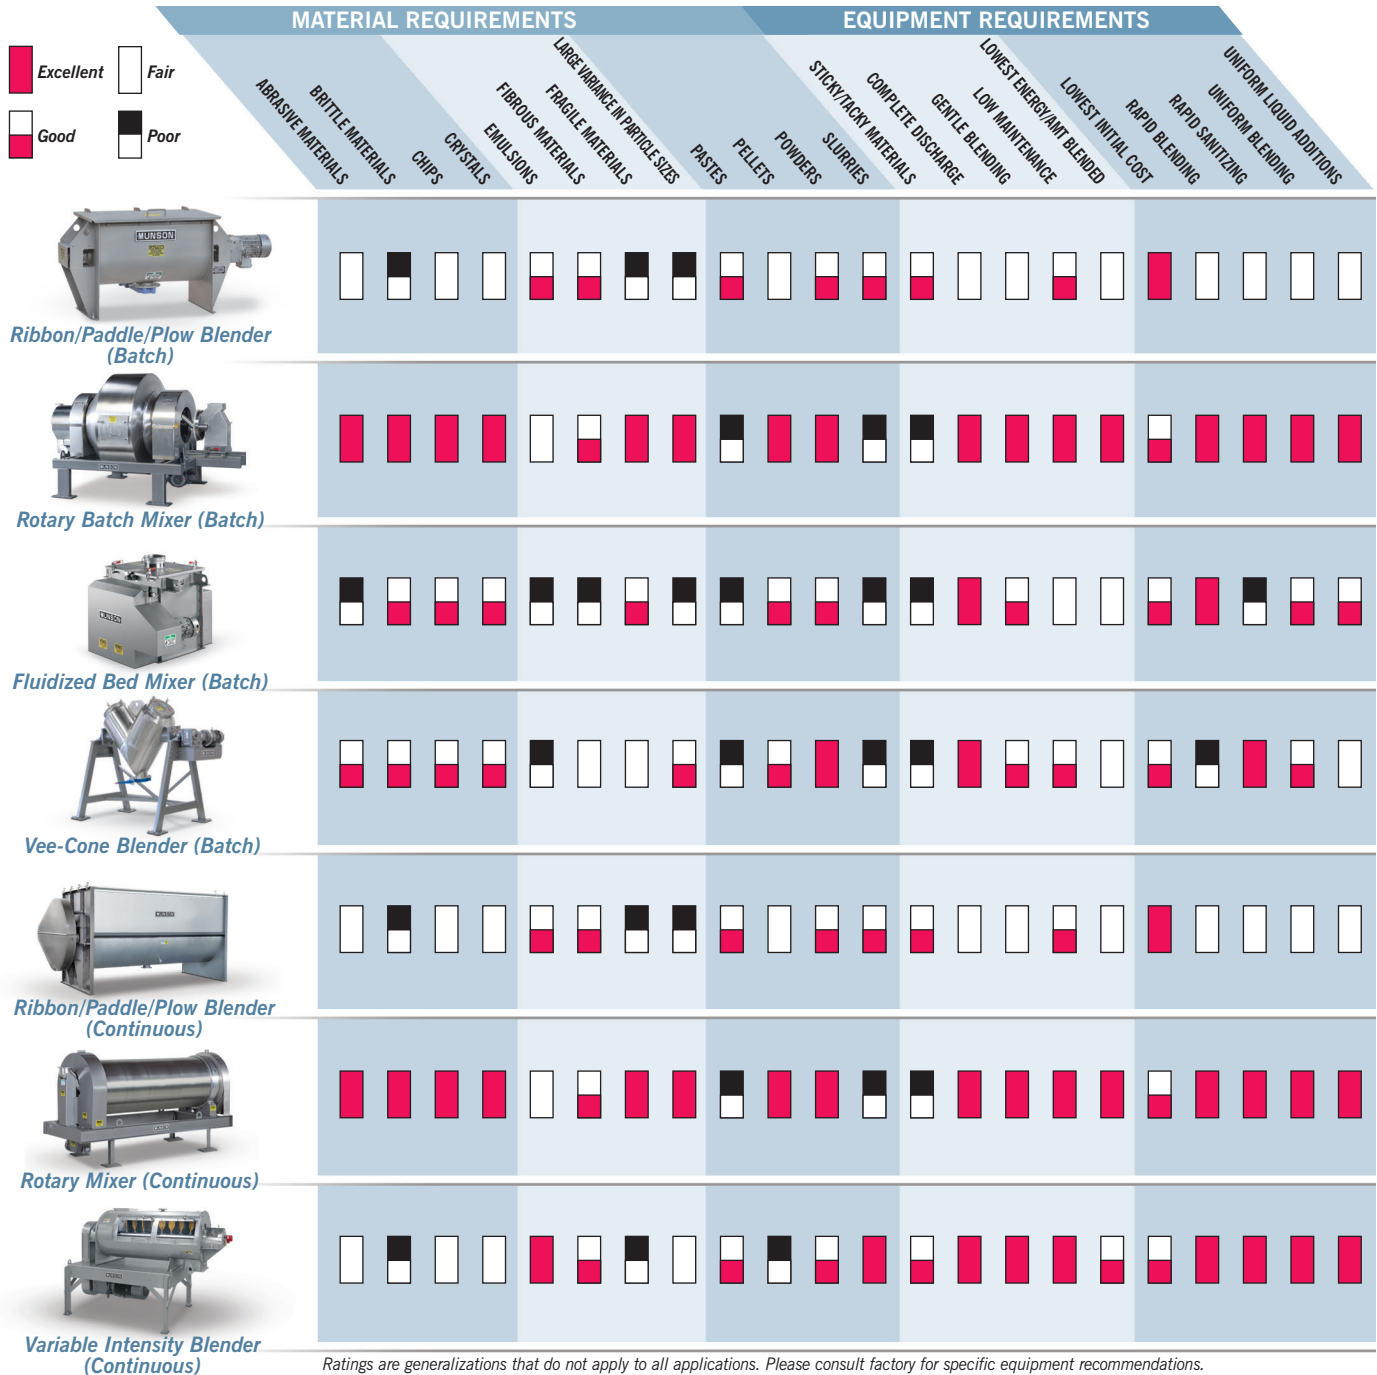 MATERIAL REQUIREMENTS
EQUIPMENT REQUIREMENTS
Excellent
Fair
Good
Poor
ABRASIVE MATERIALS
BRITTLE MATERIALS
CHIPS
CRYSTALS
EMULSIONS
FIBROUS MATERIALS
FRAGILE MATERIALS
LARGE VARIANCE IN PARTICLE SIZES
PASTES
PELLETS
POWDERS
SLURRIES
STICKY/TACKY MATERIALS
COMPLETE DISCHARGE
GENTLE BLENDING
LOW MAINTENANCE
LOWEST ENERGY/AMT BLENDED
LOWEST INITIAL COST
RAPID BLENDING
RAPID SANITIZING
UNIFORM BLENDING
UNIFORM LIQUID ADDITIONS
MUNSON
Ribbon/Paddle/Plow Blender
(Batch)
MUNSON
Rotary Batch Mixer (Batch)
MUNSON
Fluidized Bed Mixer (Batch)
Vee-Cone Blender (Batch)
MUNSON
Ribbon/Paddle/Plow Blender
(Continuous)
MUNSON
Rotary Mixer (Continuous)
MUNSON
Variable Intensity Blender
(Continuous)
Ratings are generalizations that do not apply to all applications. Please consult factory for specific equipment recommendations.